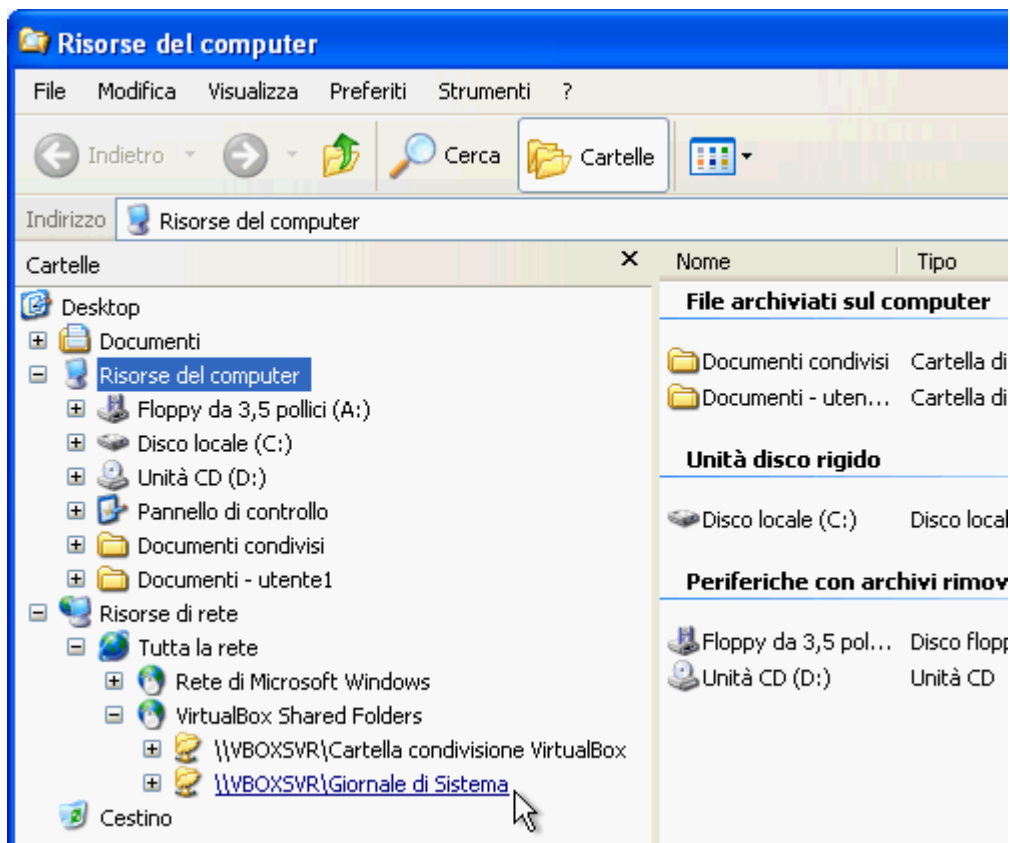 Risorse del computer
File Modifica Visualizza Preferiti Strumenti ?
Indietro Cerca Cartelle
Indirizzo Risorse del computer
Cartelle
Desktop
Documenti
Risorse del computer
Floppy da 3,5 pollici (A:)
Disco locale (C:)
Unità CD (D:)
Pannello di controllo
Documenti condivisi
Documenti - utente1
Risorse di rete
Tutta la rete
Rete di Microsoft Windows
VirtualBox Shared Folders
\\VBOXSVR\Cartella condivisione VirtualBox
\\VBOXSVR\Giornale di Sistema
Cestino
Nome Tipo
File archiviati sul computer
Documenti condivisi Cartella di
Documenti - uten... Cartella di
Unità disco rigido
Disco locale (C:) Disco local
Periferiche con archivi rimov
Floppy da 3,5 pol... Disco flopp
Unità CD (D:) Unità CD